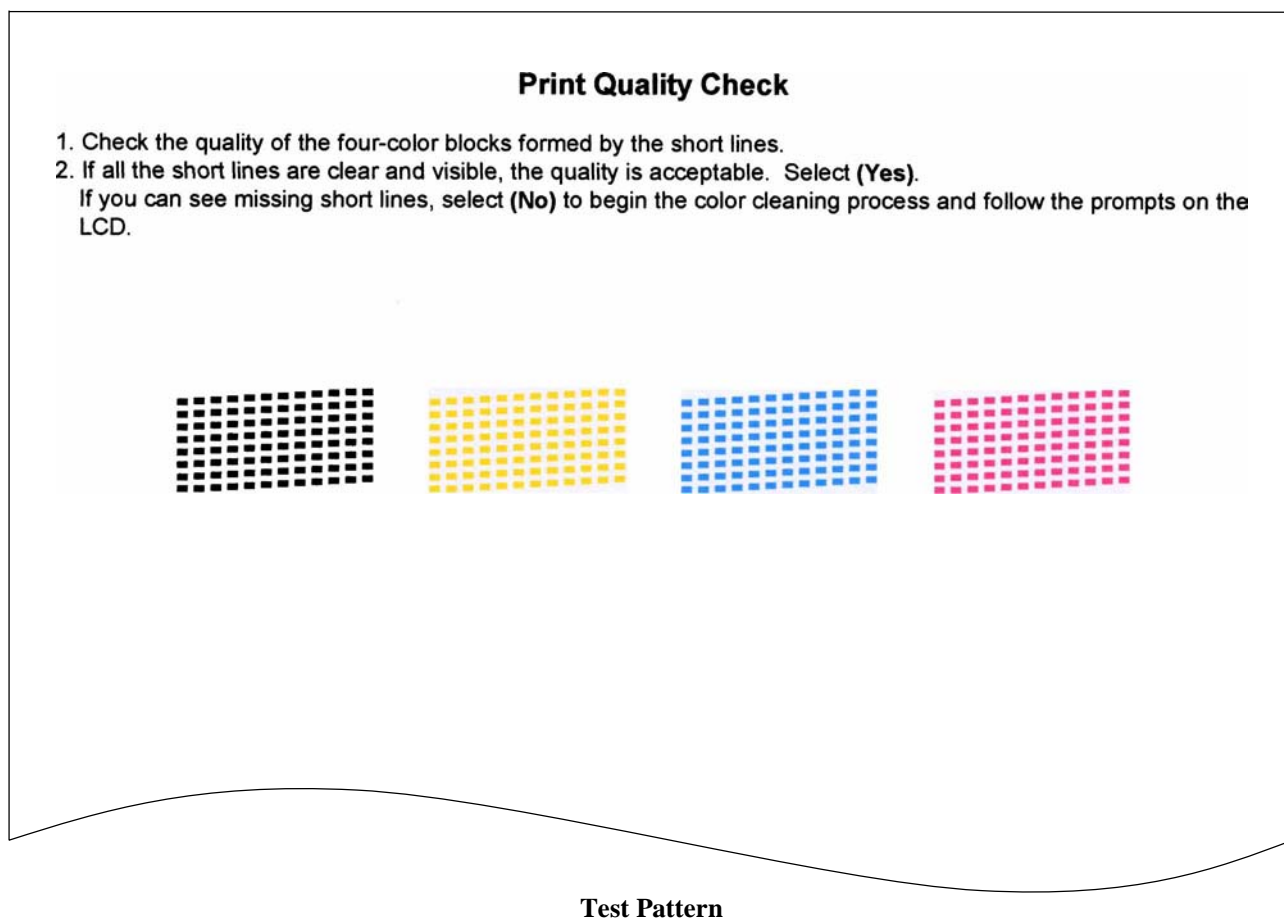 Print Quality Check
1. Check the quality of the four-color blocks formed by the short lines.
2. If all the short lines are clear and visible, the quality is acceptable.  Select (Yes).
If you can see missing short lines, select (No) to begin the color cleaning process and follow the prompts on the
LCD.
Test Pattern